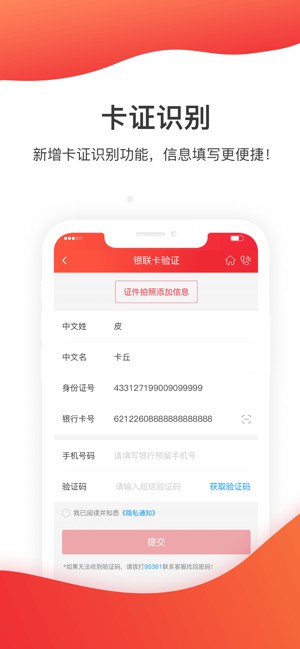 卡证识别
新增卡证识别功能，信息填写更便捷！
银联卡验证
证件拍照添加信息
中文姓 皮
中文名 卡丘
身份证号 433127199009099999
银行卡号 62122608888888888888
手机号码 请填写银行预留手机号
验证码 请输入短信验证码 获取验证码
我已阅读并知悉《隐私通知》
提交
*如果无法收到验证码，请拨打95361联系客服找回密码！